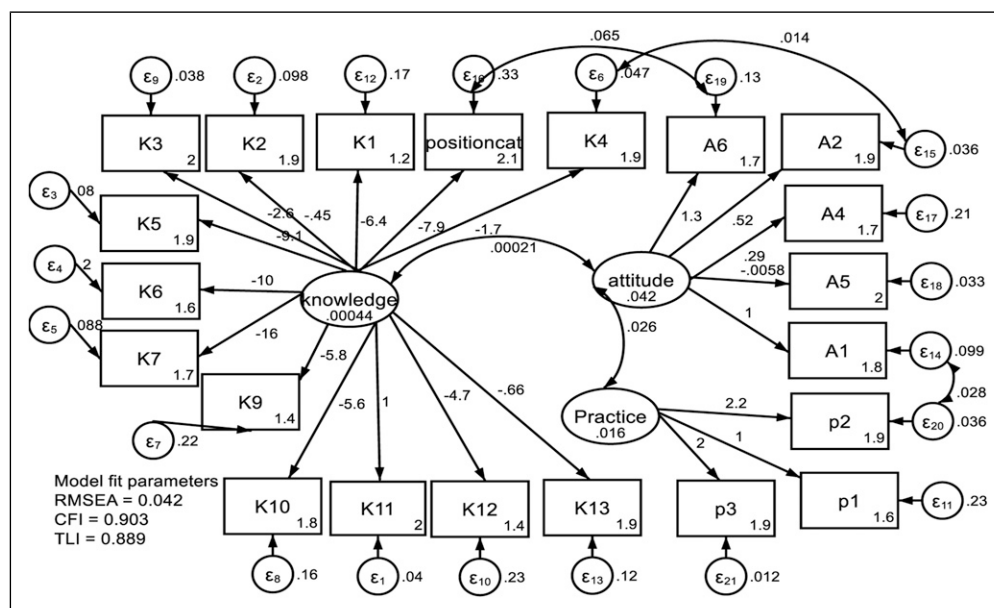 .065
.014
ε9 .038
ε2 .098
ε12 .17
ε16 .33
ε6 .047
ε19 .13
K3 2
K2 1.9
K1 1.2
positioncat 2.1
K4 1.9
A6 1.7
A2 1.9
ε15 .036
ε3 .08
K5 1.9
-2.6
-.45
-6.4
-7.9
-1.7
1.3
.52
A4 1.7
ε17 .21
-9.1
.00021
.29
-.0058
ε4 .2
K6 1.6
-10
knowledge
.00044
attitude
.042
A5 2
ε18 .033
ε5 .088
K7 1.7
-16
.026
1
A1 1.8
ε14 .099
-5.8
K9 1.4
-5.6
1
-4.7
-.66
Practice
.016
2.2
p2 1.9
.028
ε20 .036
ε7 .22
2
1
Model fit parameters
RMSEA = 0.042
CFI = 0.903
TLI = 0.889
K10 1.8
K11 2
K12 1.4
K13 1.9
p3 1.9
p1 1.6
ε11 .23
ε8 .16
ε1 .04
ε10 .23
ε13 .12
ε21 .012